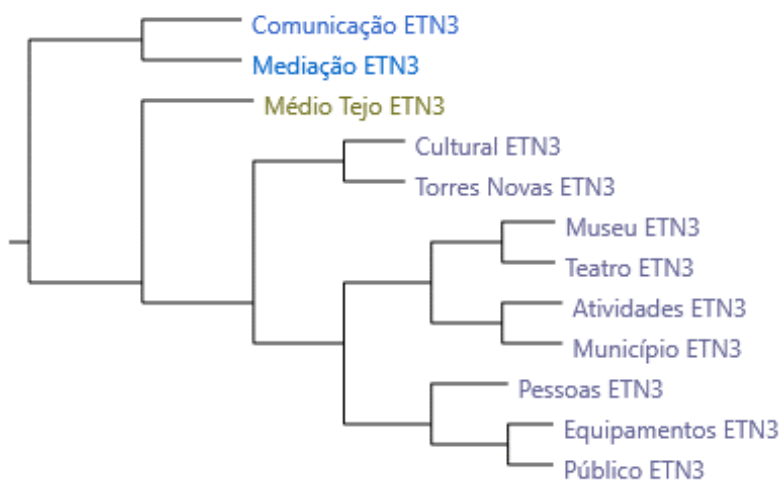 Comunicação ETN3
Mediação ETN3
Médio Tejo ETN3
Cultural ETN3
Torres Novas ETN3
Museu ETN3
Teatro ETN3
Atividades ETN3
Município ETN3
Pessoas ETN3
Equipamentos ETN3
Público ETN3